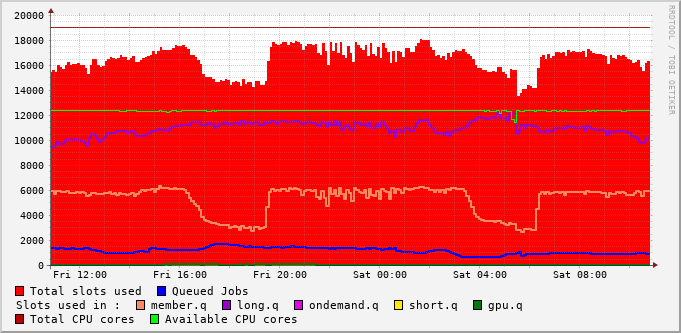 20000
18000
16000
14000
12000
10000
8000
6000
4000
2000
0
Fri 12:00 Fri 16:00 Fri 20:00 Sat 00:00 Sat 04:00 Sat 08:00
RRDTOOL / TOBI OETIKER
Total slots used Queued Jobs
Slots used in : member.q long.q ondemand.q short.q gpu.q
Total CPU cores Available CPU cores